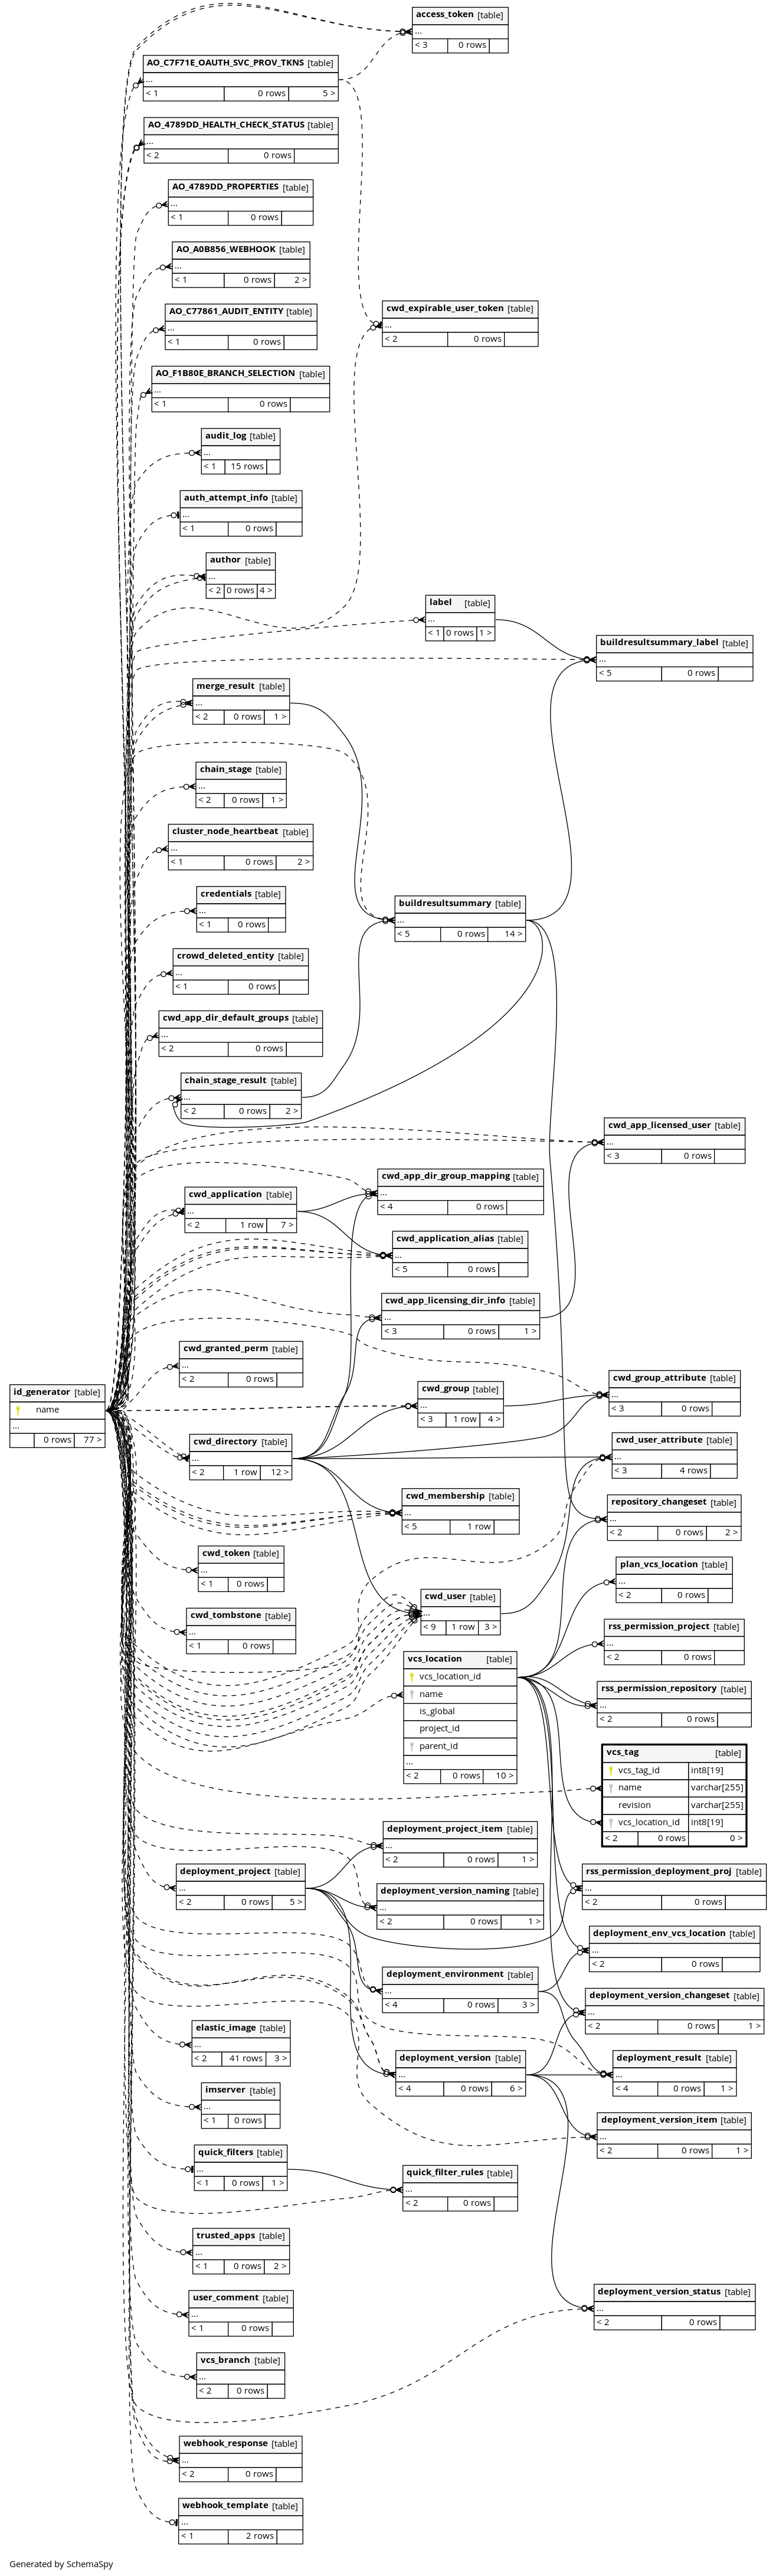 access_token [table]
...
< 3 0 rows
AO_C7F71E_OAUTH_SVC_PROV_TKNS [table]
...
< 1 0 rows 5 >
AO_4789DD_HEALTH_CHECK_STATUS [table]
...
< 2 0 rows
AO_4789DD_PROPERTIES [table]
...
< 1 0 rows
AO_A0B856_WEBHOOK [table]
...
< 1 0 rows 2 >
AO_C77861_AUDIT_ENTITY [table]
...
< 1 0 rows
cwd_expirable_user_token [table]
...
< 2 0 rows
AO_F1B80E_BRANCH_SELECTION [table]
...
< 1 0 rows
audit_log [table]
...
< 1 15 rows
auth_attempt_info [table]
...
< 1 0 rows
author [table]
...
< 2 0 rows 4 >
label [table]
...
< 1 0 rows 1 >
buildresultsummary_label [table]
...
< 5 0 rows
merge_result [table]
...
< 2 0 rows 1 >
chain_stage [table]
...
< 2 0 rows 1 >
cluster_node_heartbeat [table]
...
< 1 0 rows 2 >
credentials [table]
...
< 1 0 rows
buildresultsummary [table]
...
< 5 0 rows 14 >
crowd_deleted_entity [table]
...
< 1 0 rows
cwd_app_dir_default_groups [table]
...
< 2 0 rows
chain_stage_result [table]
...
< 2 0 rows 2 >
cwd_app_licensed_user [table]
...
< 3 0 rows
cwd_app_dir_group_mapping [table]
...
< 4 0 rows
cwd_application [table]
...
< 2 1 row 7 >
cwd_application_alias [table]
...
< 5 0 rows
cwd_app_licensing_dir_info [table]
...
< 3 0 rows 1 >
cwd_granted_perm [table]
...
< 2 0 rows
id_generator [table]
name
...
0 rows 77 >
cwd_group [table]
...
< 3 1 row 4 >
cwd_group_attribute [table]
...
< 3 0 rows
cwd_directory [table]
...
< 2 1 row 12 >
cwd_user_attribute [table]
...
< 3 4 rows
cwd_membership [table]
...
< 5 1 row
repository_changeset [table]
...
< 2 0 rows 2 >
cwd_token [table]
...
< 1 0 rows
plan_vcs_location [table]
...
< 2 0 rows
cwd_tombstone [table]
...
< 1 0 rows
cwd_user [table]
...
< 9 1 row 3 >
rss_permission_project [table]
...
< 2 0 rows
vcs_location [table]
vcs_location_id
name
is_global
project_id
parent_id
...
< 2 0 rows 10 >
rss_permission_repository [table]
...
< 2 0 rows
vcs_tag [table]
vcs_tag_id int8[19]
name varchar[255]
revision varchar[255]
vcs_location_id int8[19]
< 2 0 rows 0 >
deployment_project_item [table]
...
< 2 0 rows 1 >
deployment_project [table]
...
< 2 0 rows 5 >
rss_permission_deployment_proj [table]
...
< 2 0 rows
deployment_version_naming [table]
...
< 2 0 rows 1 >
deployment_env_vcs_location [table]
...
< 2 0 rows
deployment_environment [table]
...
< 4 0 rows 3 >
deployment_version_changeset [table]
...
< 2 0 rows 1 >
elastic_image [table]
...
< 2 41 rows 3 >
deployment_version [table]
...
< 4 0 rows 6 >
deployment_result [table]
...
< 4 0 rows 1 >
imserver [table]
...
< 1 0 rows
deployment_version_item [table]
...
< 2 0 rows 1 >
quick_filters [table]
...
< 1 0 rows 1 >
quick_filter_rules [table]
...
< 2 0 rows
trusted_apps [table]
...
< 1 0 rows 2 >
user_comment [table]
...
< 1 0 rows
deployment_version_status [table]
...
< 2 0 rows
vcs_branch [table]
...
< 2 0 rows
webhook_response [table]
...
< 2 0 rows
webhook_template [table]
...
< 1 2 rows
Generated by SchemaSpy